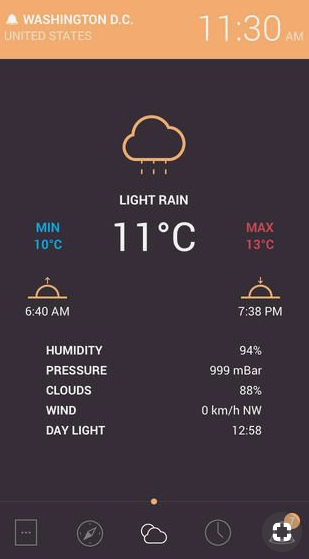 WASHINGTON D.C.
UNITED STATES
11:30 AM
LIGHT RAIN
MIN
10°C
11°C
MAX
13°C
6:40 AM
7:38 PM
HUMIDITY 94%
PRESSURE 999 mBar
CLOUDS 88%
WIND 0 km/h NW
DAY LIGHT 12:58